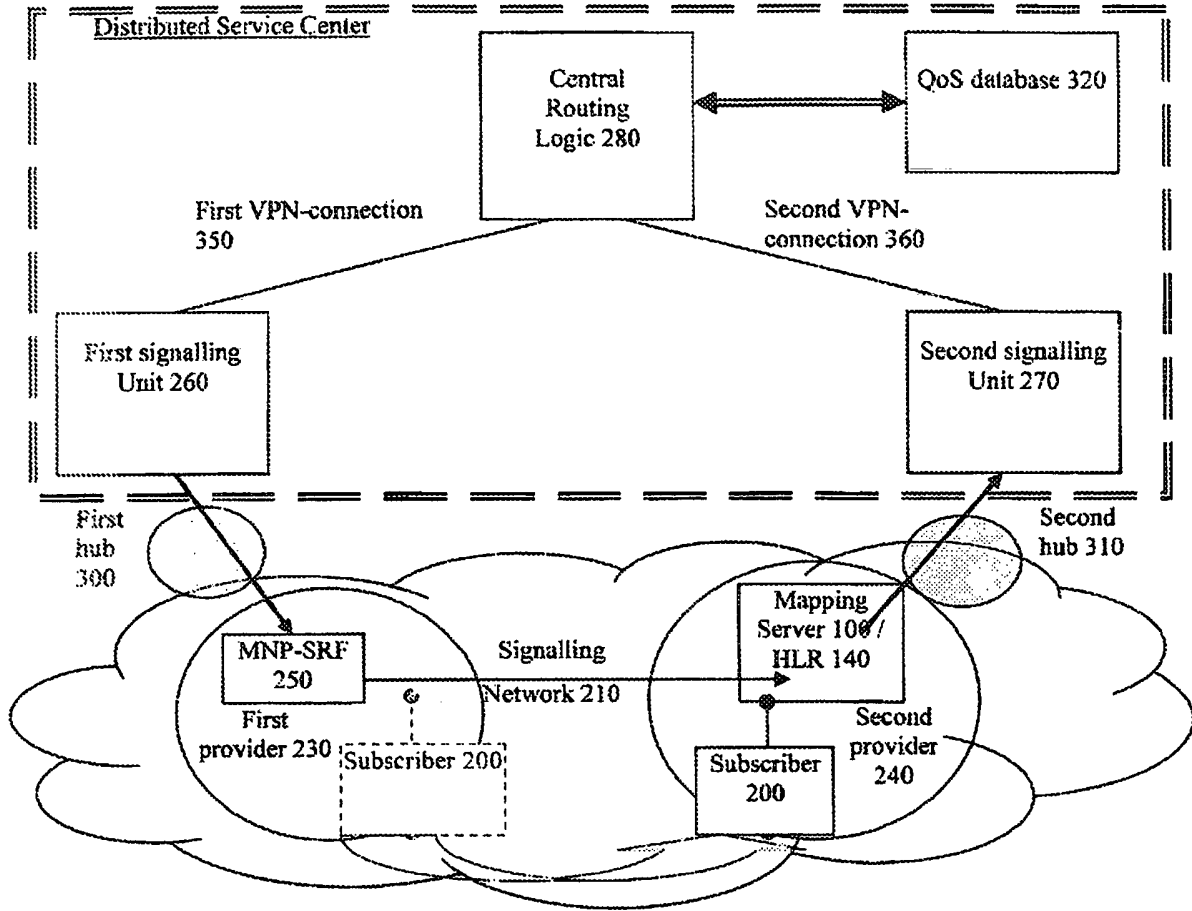 Distributed Service Center
Central
Routing
Logic 280
QoS database 320
First VPN-connection
350
Second VPN-
connection 360
First signalling
Unit 260
Second signalling
Unit 270
First
hub
300
Second
hub 310
MNP-SRF
250
Signalling
Network 210
Mapping
Server 100 /
HLR 140
First
provider 230
Second
provider
240
Subscriber 200
Subscriber
200